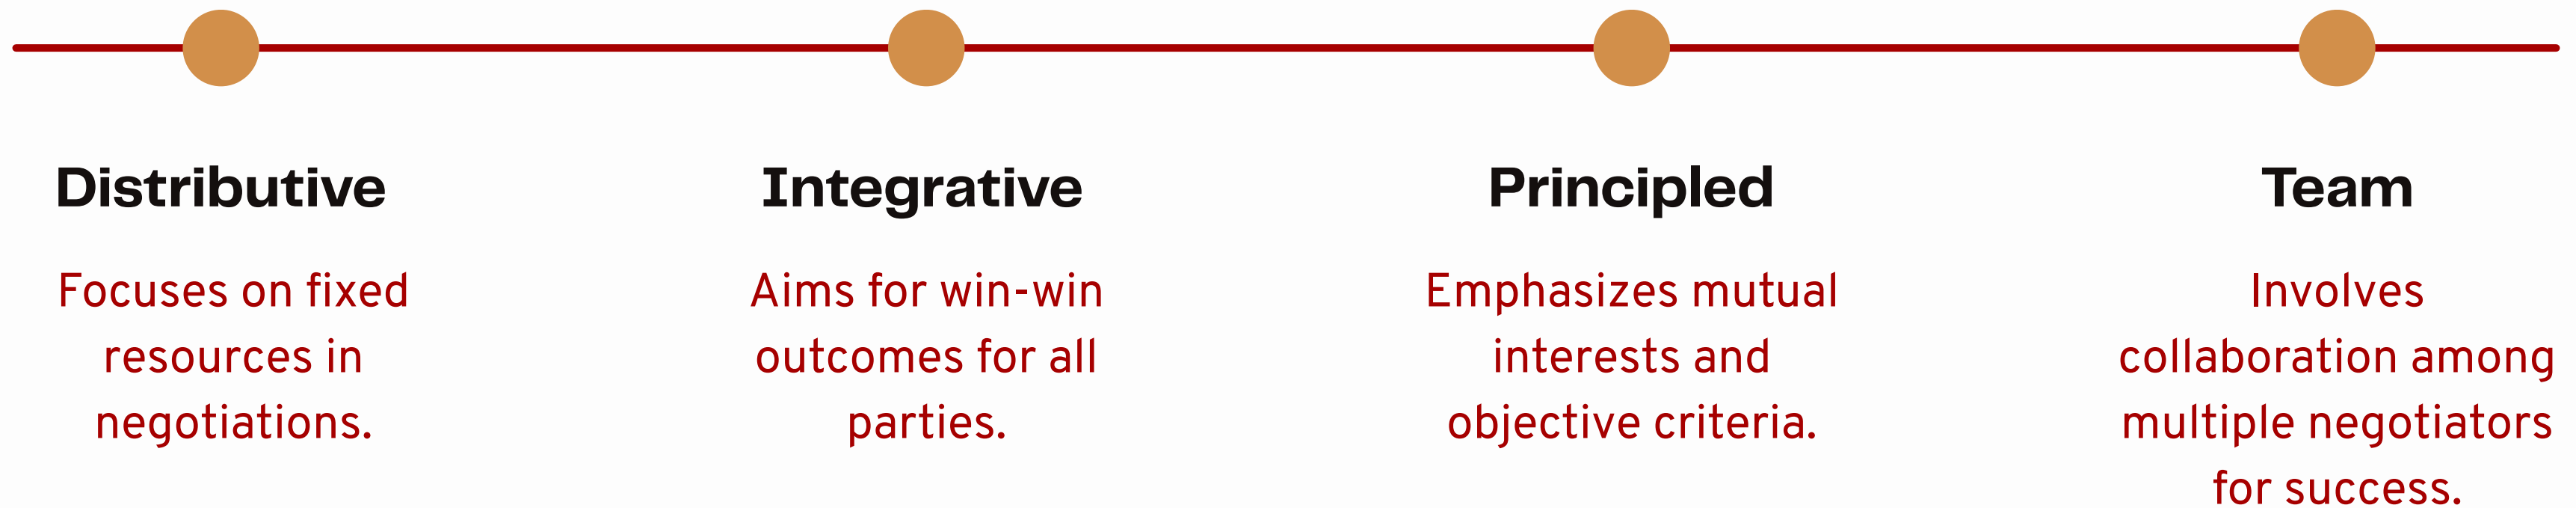 Distributive
Focuses on fixed
resources in
negotiations.
Integrative
Aims for win-win
outcomes for all
parties.
Principled
Emphasizes mutual
interests and
objective criteria.
Team
Involves
collaboration among
multiple negotiators
for success.